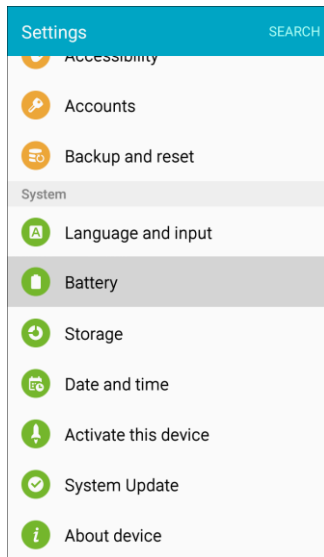 Settings
SEARCH
Accessibility
Accounts
Backup and reset
System
A
Language and input
Battery
Storage
Date and time
Activate this device
System Update
i
About device